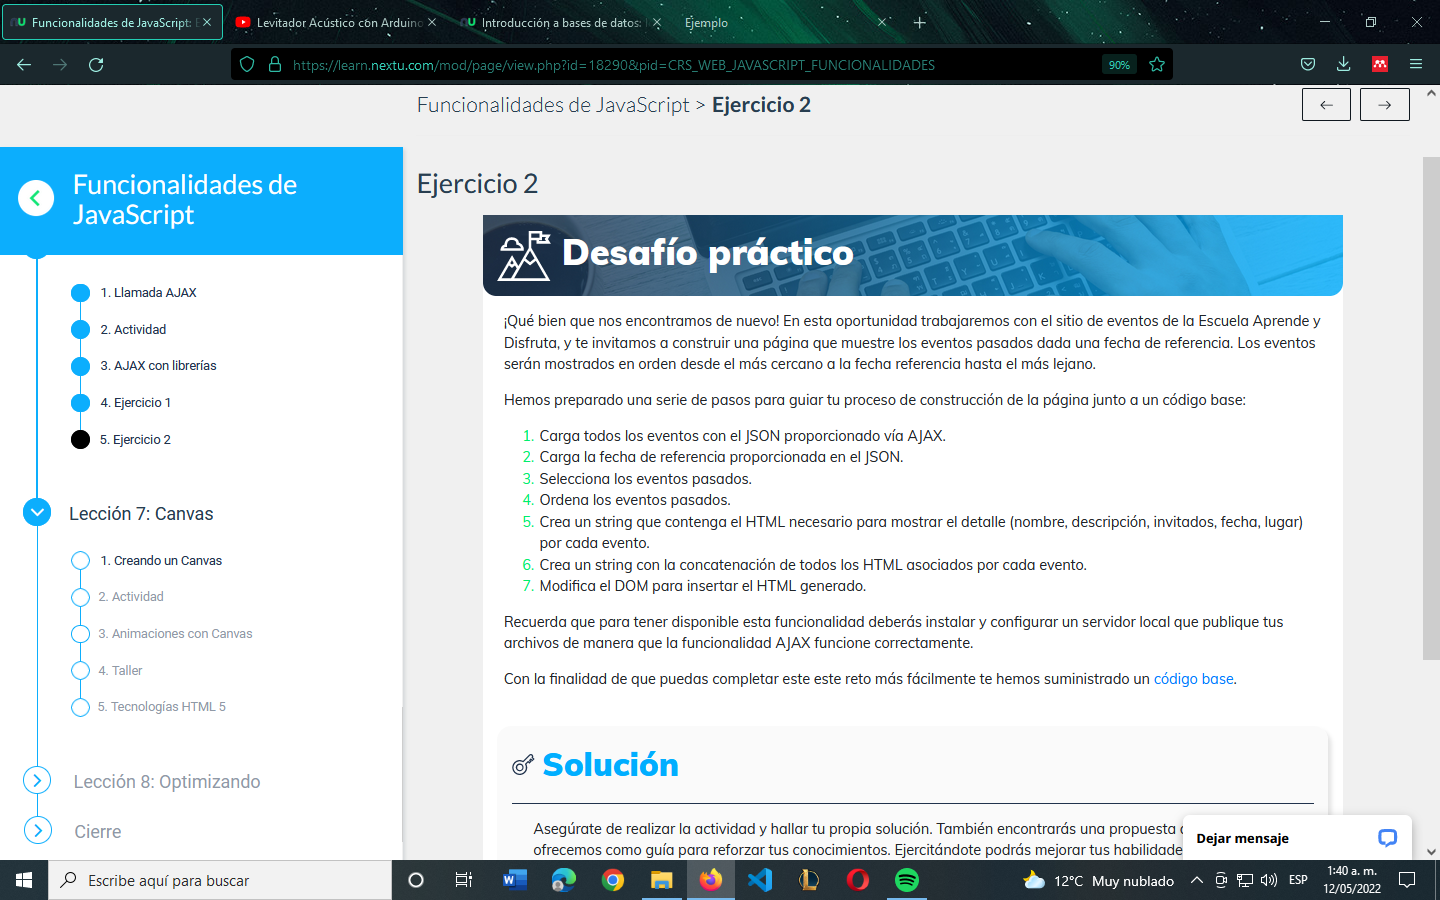 Funcionalidades de JavaScript: E
Levitador Acústico con Arduino
Introducción a bases de datos:
Ejemplo
https://learn.nextu.com/mod/page/view.php?id=18290&pid=CRS_WEB_JAVASCRIPT_FUNCIONALIDADES
90%
Funcionalidades de JavaScript > Ejercicio 2
Funcionalidades de
JavaScript
1. Llamada AJAX
2. Actividad
3. AJAX con librerías
4. Ejercicio 1
5. Ejercicio 2
Lección 7: Canvas
1. Creando un Canvas
2. Actividad
3. Animaciones con Canvas
4. Taller
5. Tecnologías HTML 5
Lección 8: Optimizando
Cierre
Ejercicio 2
Desafío práctico
¡Qué bien que nos encontramos de nuevo! En esta oportunidad trabajaremos con el sitio de eventos de la Escuela Aprende y
Disfruta, y te invitamos a construir una página que muestre los eventos pasados dada una fecha de referencia. Los eventos
serán mostrados en orden desde el más cercano a la fecha referencia hasta el más lejano.
Hemos preparado una serie de pasos para guiar tu proceso de construcción de la página junto a un código base:
1. Carga todos los eventos con el JSON proporcionado vía AJAX.
2. Carga la fecha de referencia proporcionada en el JSON.
3. Selecciona los eventos pasados.
4. Ordena los eventos pasados.
5. Crea un string que contenga el HTML necesario para mostrar el detalle (nombre, descripción, invitados, fecha, lugar)
por cada evento.
6. Crea un string con la concatenación de todos los HTML asociados por cada evento.
7. Modifica el DOM para insertar el HTML generado.
Recuerda que para tener disponible esta funcionalidad deberás instalar y configurar un servidor local que publique tus
archivos de manera que la funcionalidad AJAX funcione correctamente.
Con la finalidad de que puedas completar este este reto más fácilmente te hemos suministrado un código base.
Solución
Asegúrate de realizar la actividad y hallar tu propia solución. También encontrarás una propuesta
ofrecemos como guía para reforzar tus conocimientos. Ejercitándote podrás mejorar tus habilidade
Dejar mensaje
Escribe aquí para buscar
12°C Muy nublado
ESP
1:40 a. m.
12/05/2022